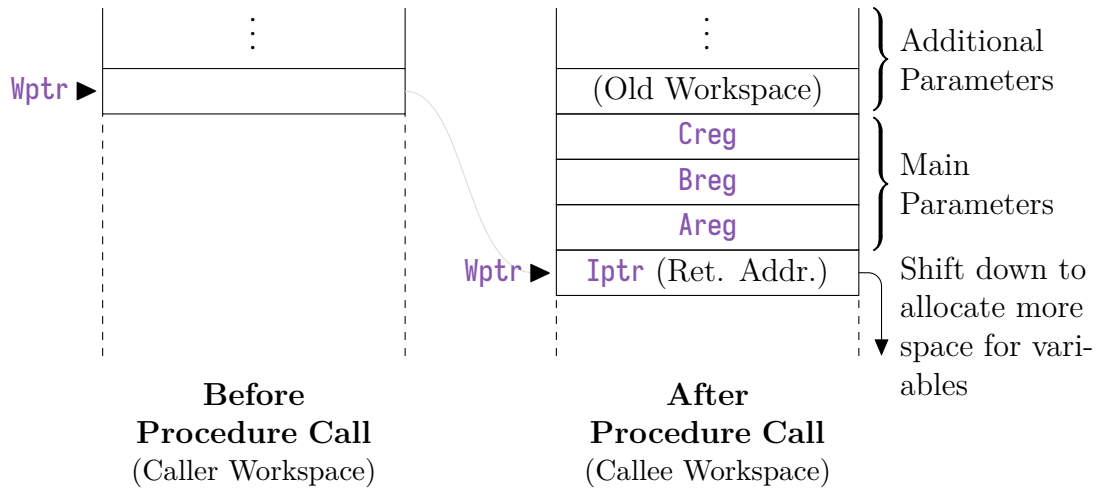 ⋮
Wptr
Before
Procedure Call
(Caller Workspace)
⋮
(Old Workspace)
Creg
Breg
Areg
Wptr
Iptr (Ret. Addr.)
After
Procedure Call
(Callee Workspace)
Additional
Parameters
Main
Parameters
Shift down to
allocate more
space for vari-
ables